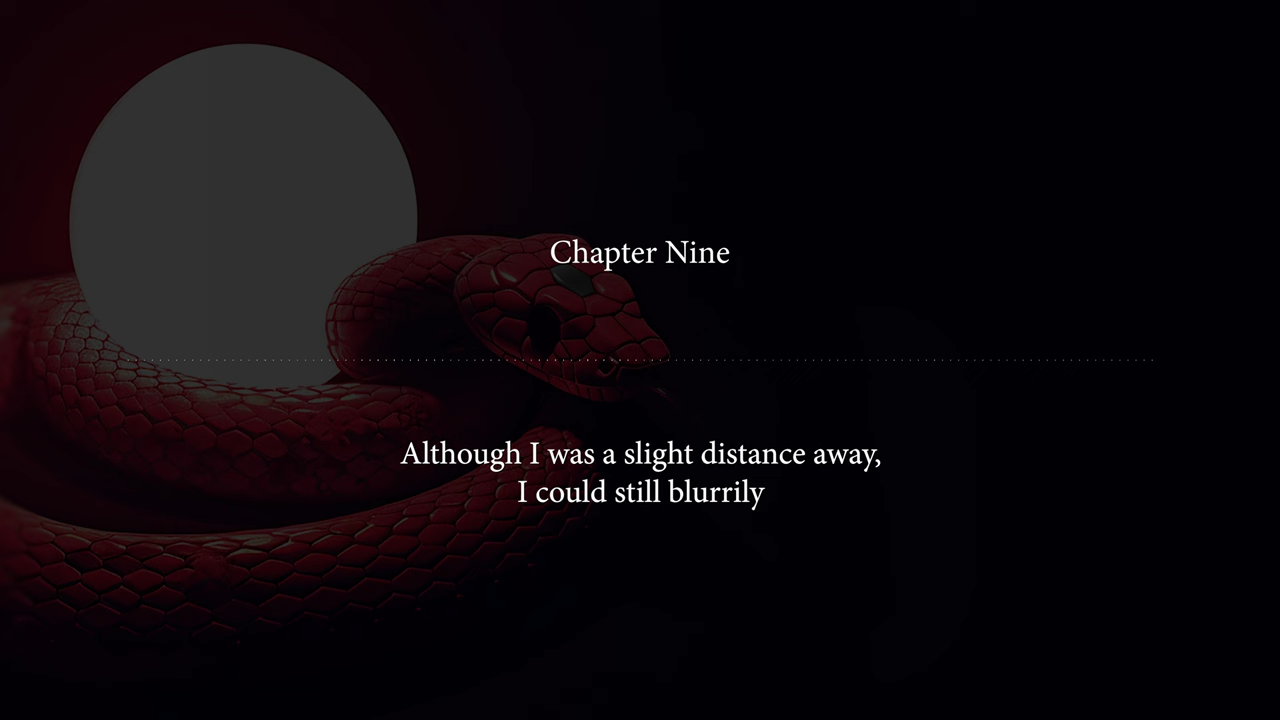 Chapter Nine
Although I was a slight distance away,
I could still blurrily